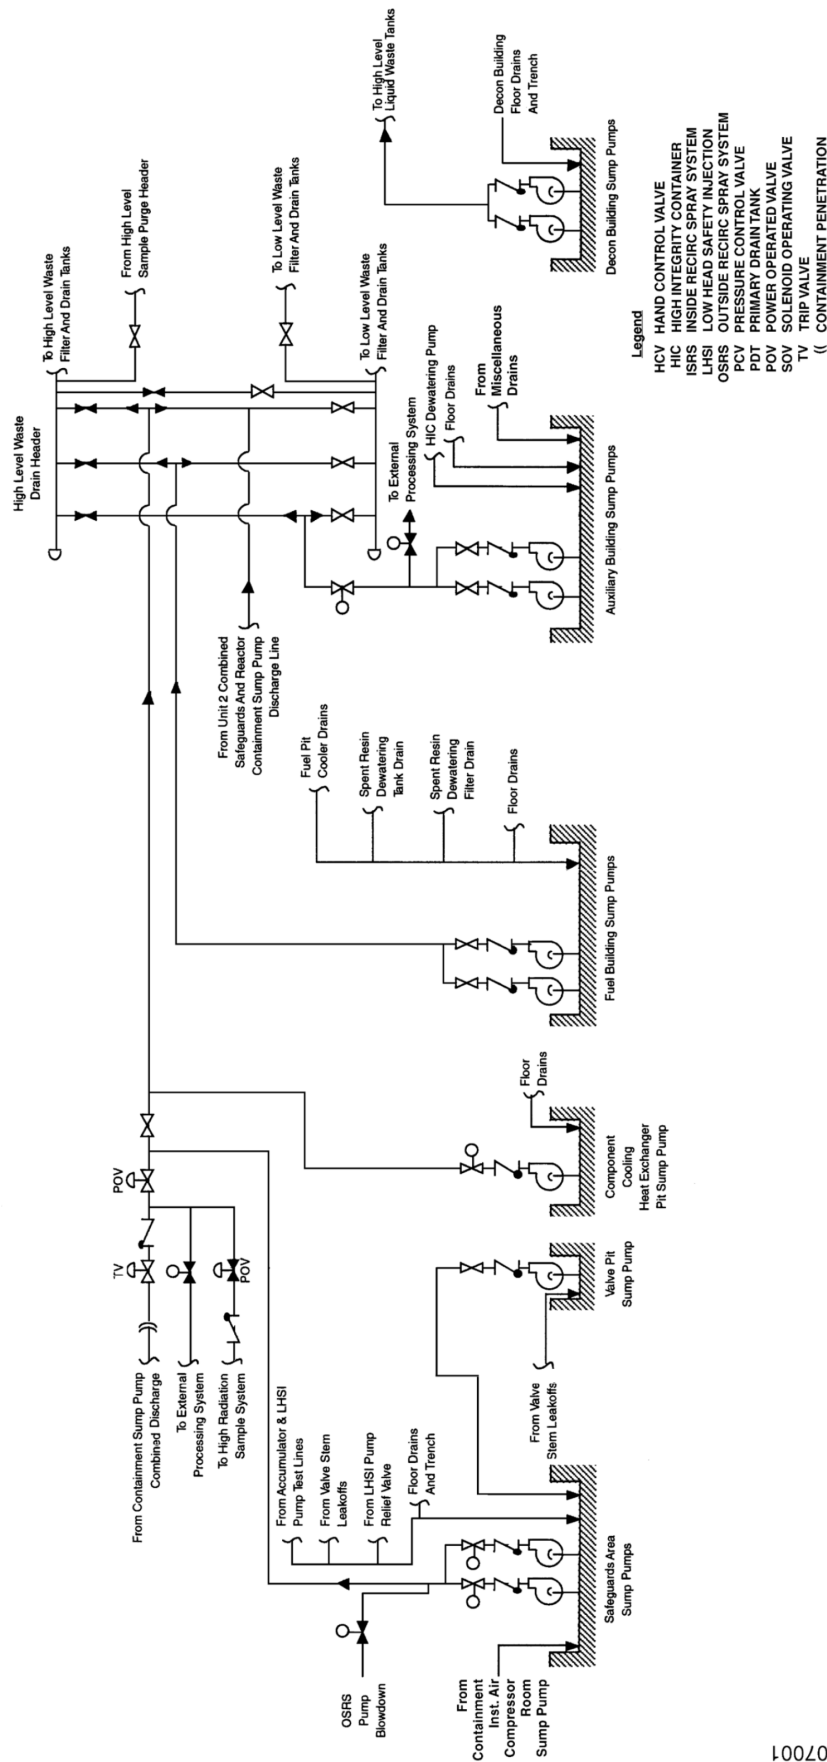 High Level Waste
Drain Header
To High Level Waste
Filter And Drain Tanks
From High Level
Sample Purge Header
To Low Level Waste
Filter And Drain Tanks
To Low Level Waste
Filter And Drain Tanks
To High Level
Liquid Waste Tanks
Decon Building
Floor Drains
And Trench
Decon Building Sump Pumps
To External
Processing System
HIC Dewatering Pump
Floor Drains
From
Miscellaneous
Drains
Auxiliary Building Sump Pumps
From Unit 2 Combined
Safeguards And Reactor
Containment Sump Pump
Discharge Line
Fuel Pit
Cooler Drains
Spent Resin
Dewatering
Tank Drain
Spent Resin
Dewatering
Filter Drain
Floor Drains
Fuel Building Sump Pumps
Floor
Drains
Component
Cooling
Heat Exchanger
Pit Sump Pump
POV
TV
POV
From Containment Sump Pump
Combined Discharge
To External
Processing System
To High Radiation
Sample System
Valve Pit
Sump Pump
From Valve
Stem Leakoffs
From Accumulator & LHSI
Pump Test Lines
From Valve Stem
Leakoffs
From LHSI Pump
Relief Valve
Floor Drains
And Trench
Safeguards Area
Sump Pumps
OSRS
Pump
Blowdown
From
Containment
Inst. Air
Compressor
Room
Sump Pump
Legend
HCV HAND CONTROL VALVE
HIC HIGH INTEGRITY CONTAINER
ISRS INSIDE RECIRC SPRAY SYSTEM
LHSI LOW HEAD SAFETY INJECTION
OSRS OUTSIDE RECIRC SPRAY SYSTEM
PCV PRESSURE CONTROL VALVE
PDT PRIMARY DRAIN TANK
POV POWER OPERATED VALVE
SOV SOLENOID OPERATING VALVE
TV TRIP VALVE
(( CONTAINMENT PENETRATION
07001